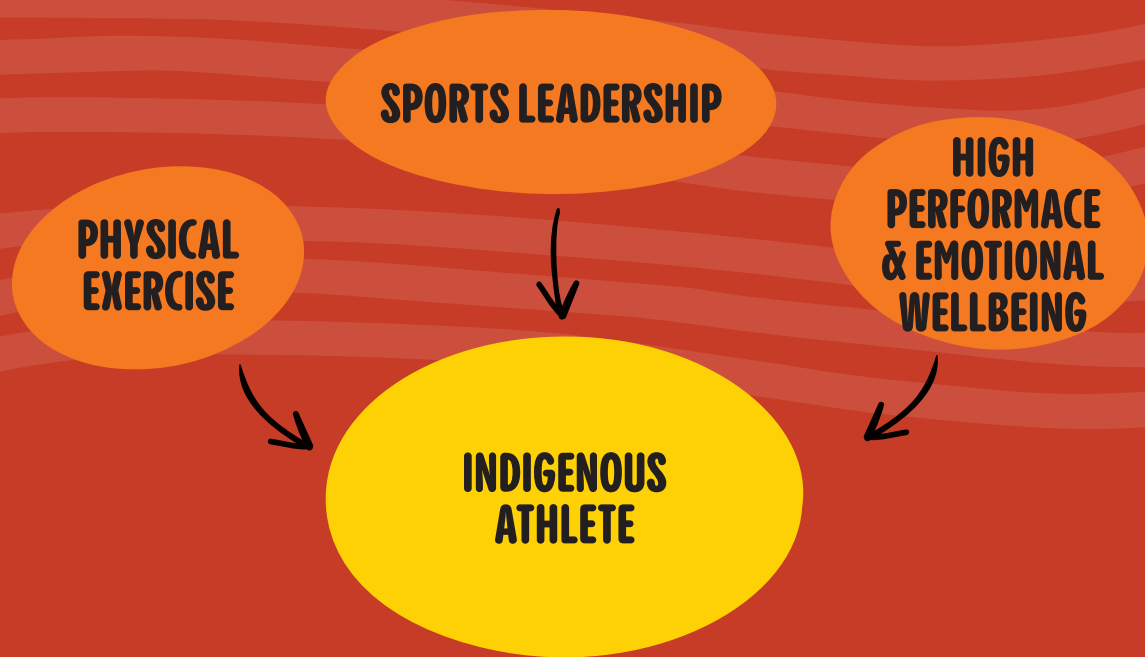 SPORTS LEADERSHIP
PHYSICAL
EXERCISE
HIGH
PERFORMACE
& EMOTIONAL
WELLBEING
INDIGENOUS
ATHLETE